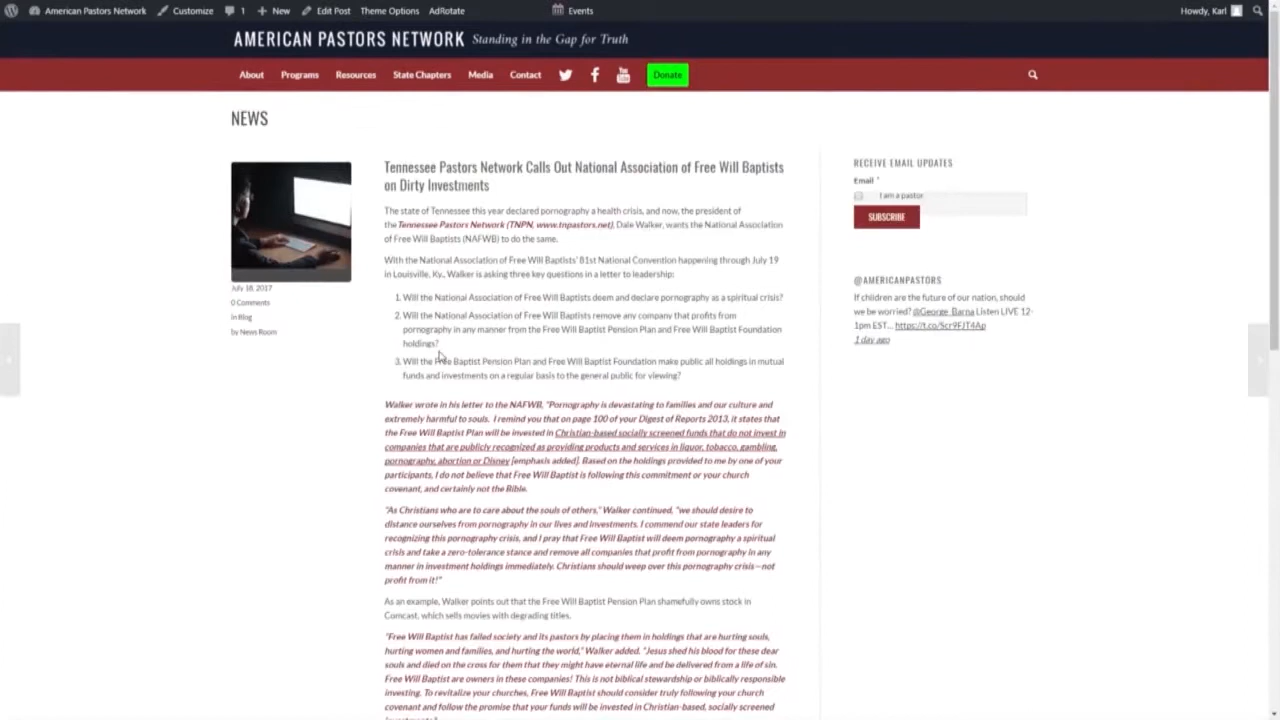 American Pastors Network Customize 1 New Edit Post Theme Options AdRotate Events Howdy, Karl
AMERICAN PASTORS NETWORK Standing in the Gap for Truth
About Programs Resources State Chapters Media Contact Donate
NEWS
Tennessee Pastors Network Calls Out National Association of Free Will Baptists
on Dirty Investments
The state of Tennessee this year declared pornography a health crisis, and now, the president of
the Tennessee Pastors Network (TNPN, www.tnpastors.net), Dale Walker, wants the National Association
of Free Will Baptists (NAFWB) to do the same.
With the National Association of Free Will Baptists' 81st National Convention happening through July 19
in Louisville, Ky., Walker is asking three key questions in a letter to leadership:
1. Will the National Association of Free Will Baptists deem and declare pornography as a spiritual crisis?
2. Will the National Association of Free Will Baptists remove any company that profits from
pornography in any manner from the Free Will Baptist Pension Plan and Free Will Baptist Foundation
holdings?
3. Will the Free Baptist Pension Plan and Free Will Baptist Foundation make public all holdings in mutual
funds and investments on a regular basis to the general public for viewing?
Walker wrote in his letter to the NAFWB, "Pornography is devastating to families and our culture and
extremely harmful to souls. I remind you that on page 100 of your Digest of Reports 2013, it states that
the Free Will Baptist Plan will be invested in Christian-based socially screened funds that do not invest in
companies that are publicly recognized as providing products and services in liquor, tobacco, gambling,
pornography, abortion or Disney [emphasis added]. Based on the holdings provided to me by one of your
participants, I do not believe that Free Will Baptist is following this commitment or your church
covenant, and certainly not the Bible.
"As Christians who are to care about the souls of others," Walker continued, "we should desire to
distance ourselves from pornography in our lives and investments. I commend our state leaders for
recognizing this pornography crisis, and I pray that Free Will Baptist will deem pornography a spiritual
crisis and take a zero-tolerance stance and remove all companies that profit from pornography in any
manner in investment holdings immediately. Christians should weep over this pornography crisis—not
profit from it!"
As an example, Walker points out that the Free Will Baptist Pension Plan shamefully owns stock in
Comcast, which sells movies with degrading titles.
"Free Will Baptist has failed society and its pastors by placing them in holdings that are hurting souls,
hurting women and families, and hurting the world," Walker added. "Jesus shed his blood for these dear
souls and died on the cross for them that they might have eternal life and be delivered from a life of sin.
Free Will Baptist are owners in these companies! This is not biblical stewardship or biblically responsible
investing. To revitalize your churches, Free Will Baptist should consider truly following your church
covenant and follow the promise that your funds will be invested in Christian-based, socially screened
July 18, 2017
0 Comments
in Blog
by News Room
RECEIVE EMAIL UPDATES
Email *
I am a pastor
SUBSCRIBE
@AMERICANPASTORS
If children are the future of our nation, should
we be worried? @George_Barna Listen LIVE 12-
1pm EST... https://t.co/Scr9FJT4Ap
1 day ago